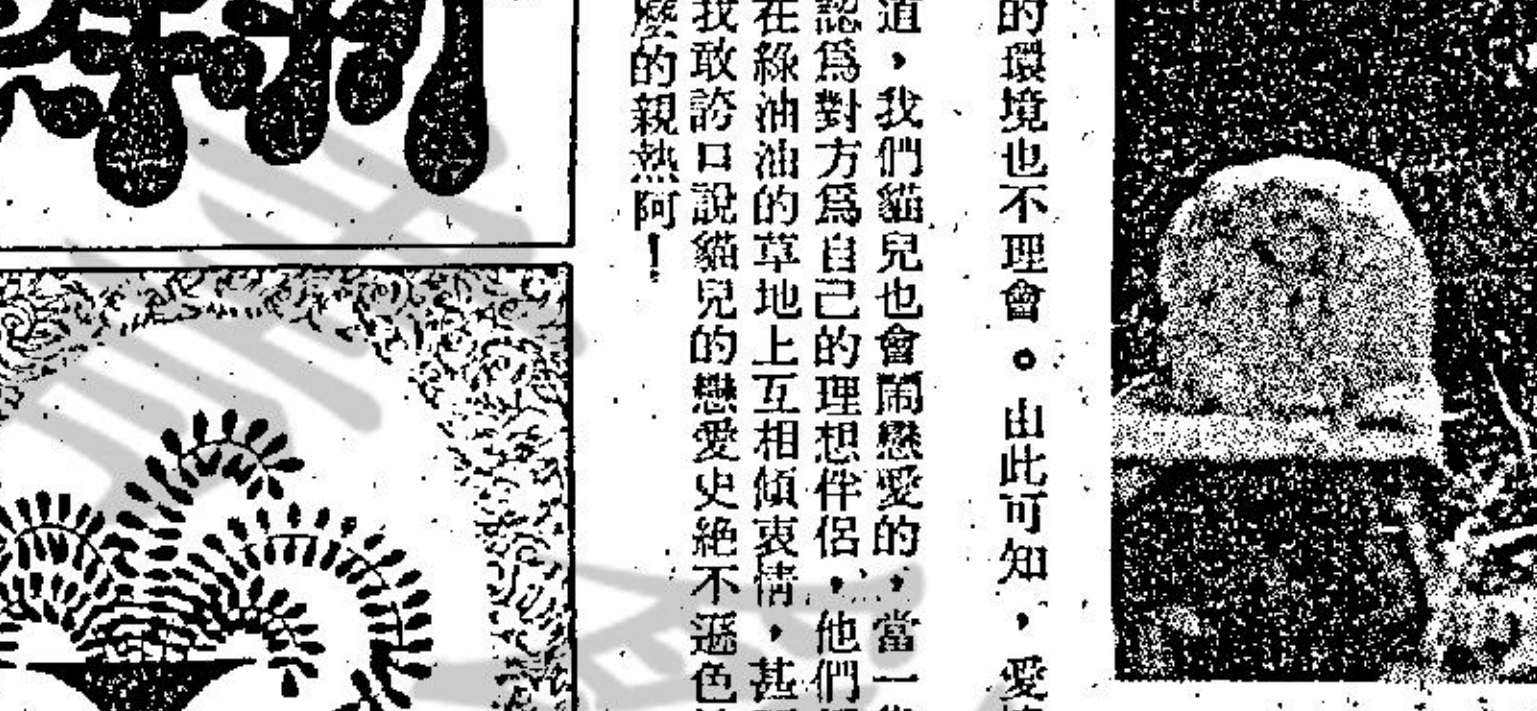 的環境也不理會。由此可知，愛
道，我們貓兒也會鬧戀愛的，當一
認爲對方爲自己的理想伴侶，他們
在綠油油的草地上互相傾衷情，甚
我敢誇口說貓兒的戀愛史絕不遜色
麼的親熱阿！